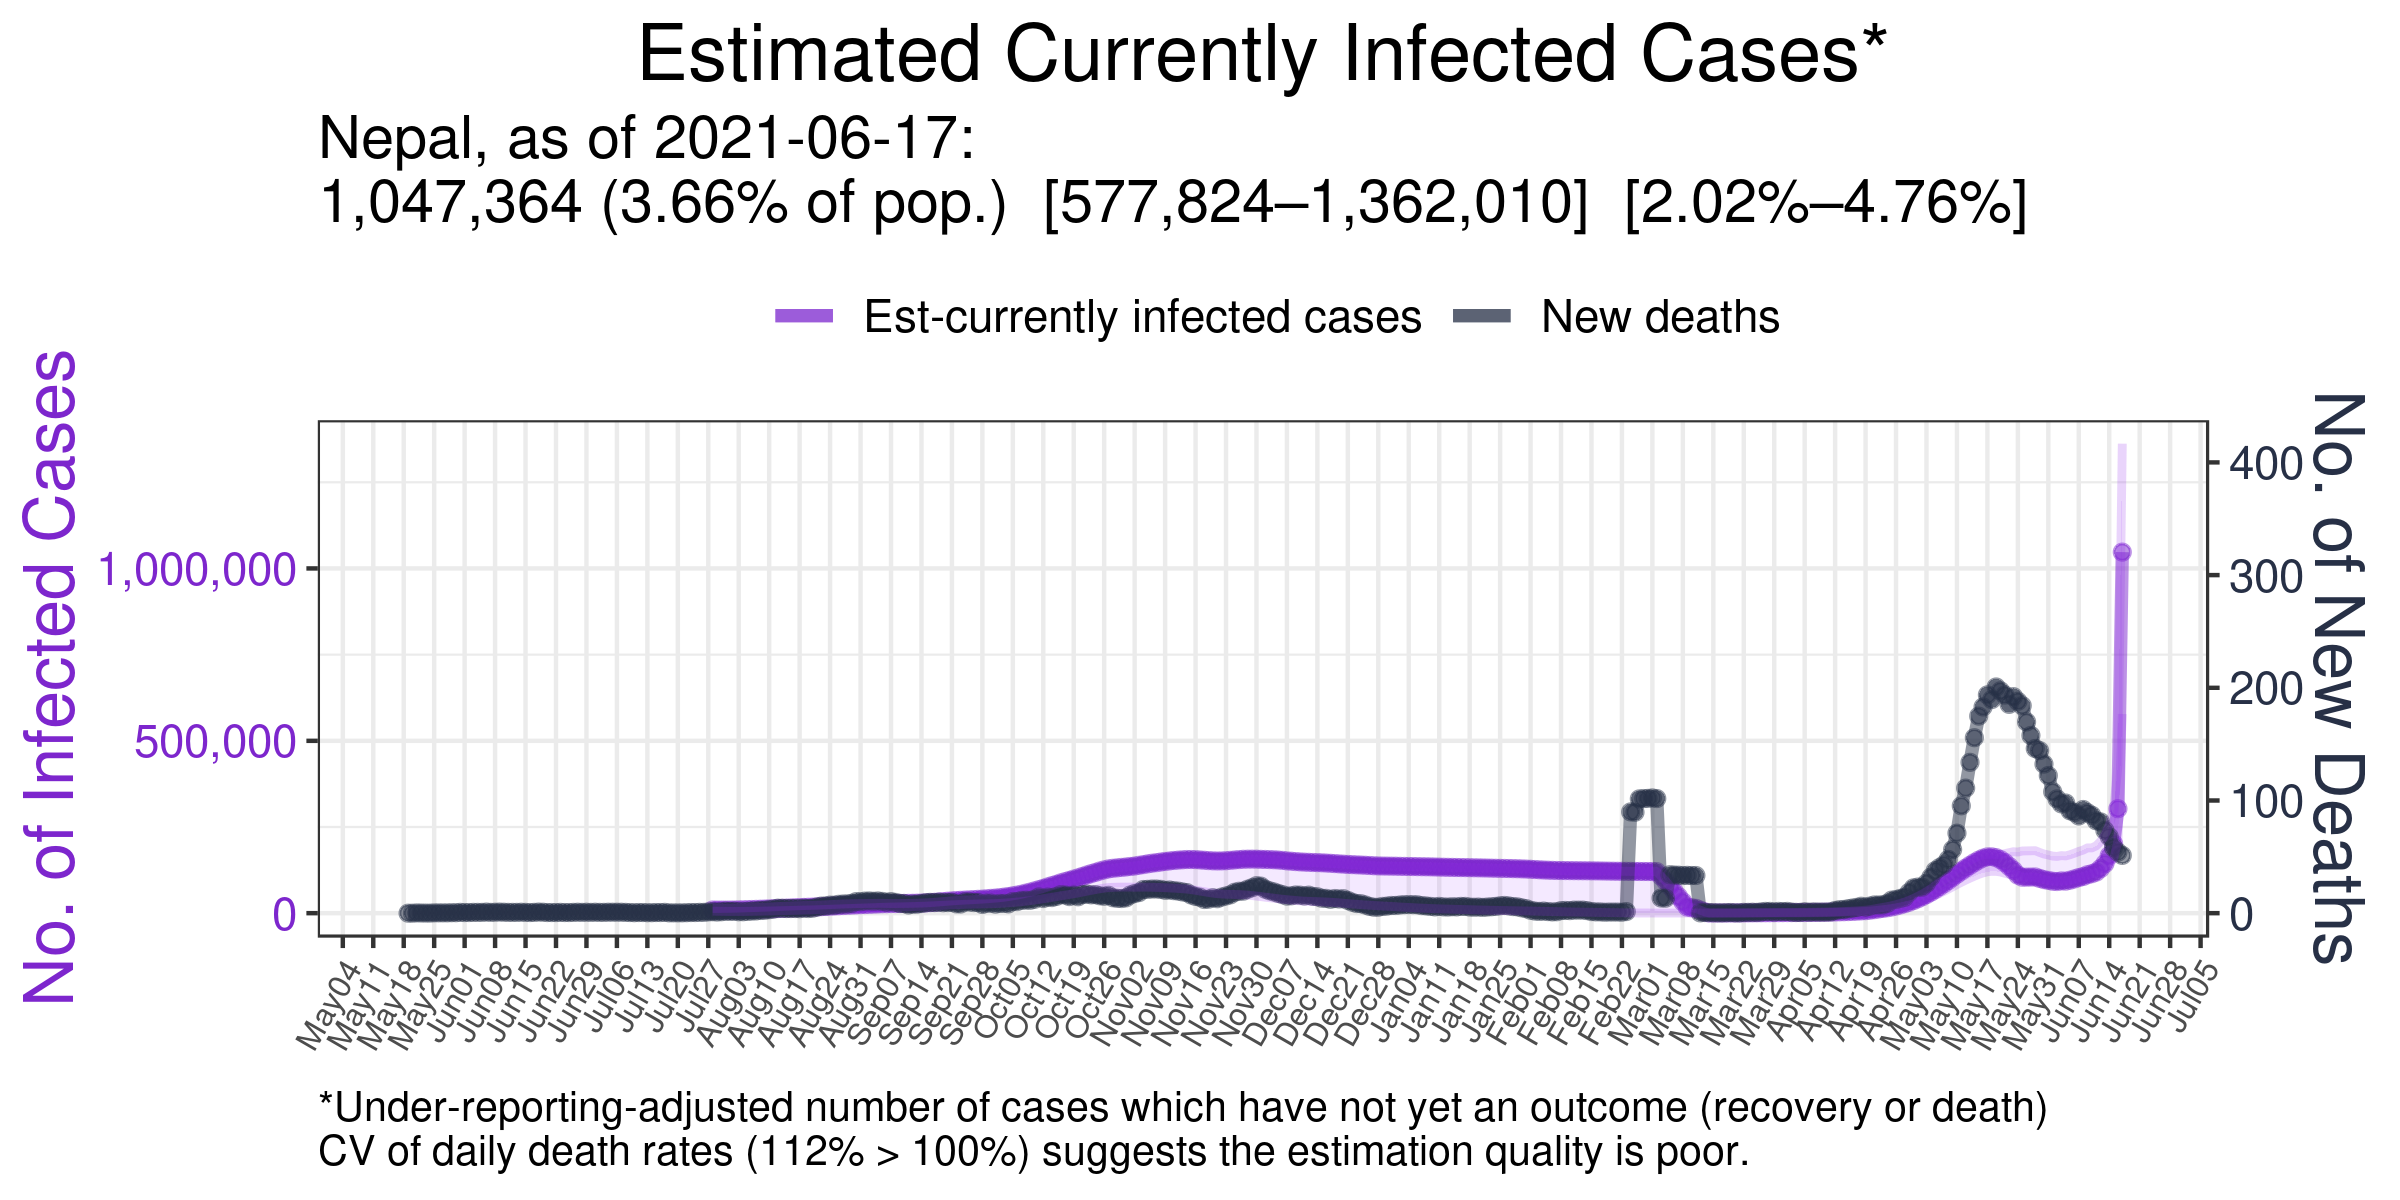 Estimated Currently Infected Cases*
Nepal, as of 2021-06-17:
1,047,364 (3.66% of pop.) [577,824–1,362,010] [2.02%–4.76%]
Est-currently infected cases New deaths
No. of Infected Cases
1,000,000
500,000
0
400
300
200
100
0
No. of New Deaths
May04 May11 May18 May25 Jun01 Jun08 Jun15 Jun22 Jun29 Jul06 Jul13 Jul20 Jul27 Aug03 Aug10 Aug17 Aug24 Aug31 Sep07 Sep14 Sep21 Sep28 Oct05 Oct12 Oct19 Oct26 Nov02 Nov09 Nov16 Nov23 Nov30 Dec07 Dec14 Dec21 Dec28 Jan04 Jan11 Jan18 Jan25 Feb01 Feb08 Feb15 Feb22 Mar01 Mar08 Mar15 Mar22 Mar29 Apr05 Apr12 Apr19 Apr26 May03 May10 May17 May24 May31 Jun07 Jun14 Jun21 Jun28 Jul05
*Under-reporting-adjusted number of cases which have not yet an outcome (recovery or death)
CV of daily death rates (112% > 100%) suggests the estimation quality is poor.